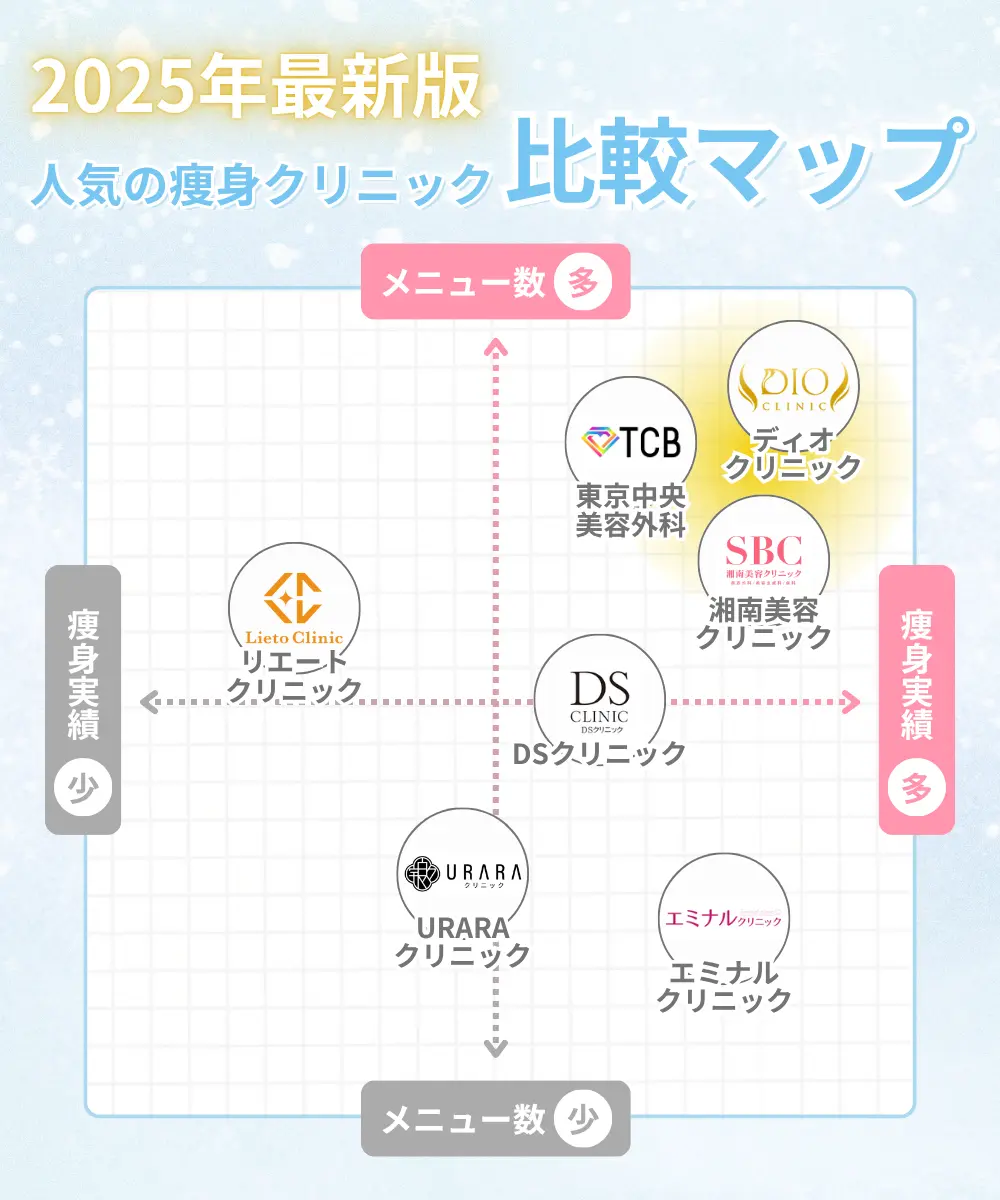 2025年最新版
人気の痩身クリニック 比較マップ
メニュー数 多
DIO
CLINIC
ディオ
クリニック
TCB
東京中央
美容外科
SBC
湘南美容クリニック
湘南美容
クリニック
Lieto Clinic
リエート
クリニック
痩身実績 少
痩身実績 多
DS
CLINIC
DSクリニック
DSクリニック
URARA
クリニック
URARA
クリニック
エミナルクリニック
エミナル
クリニック
メニュー数 少